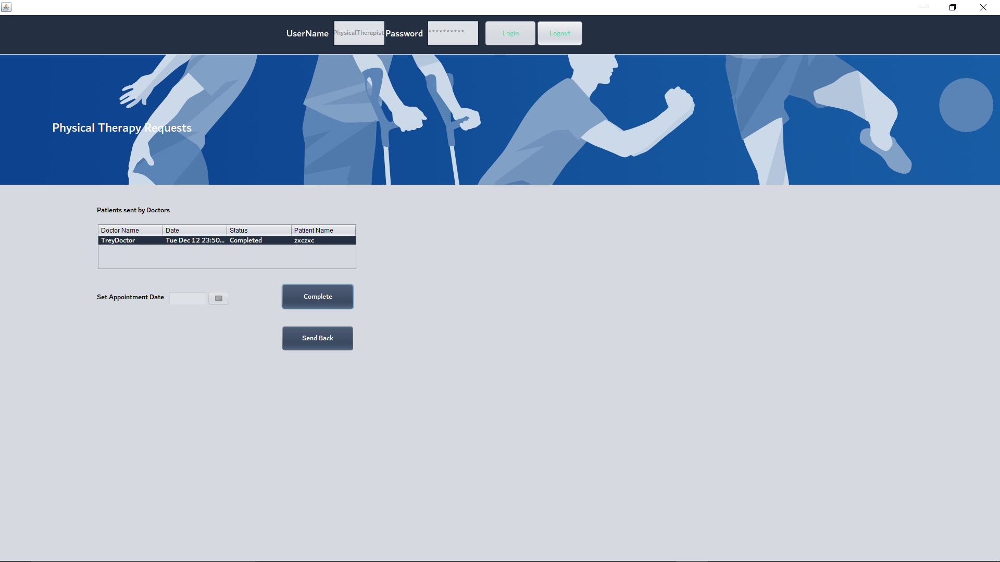 UserName PhysicalTherapist Password ********** Login Logout
Physical Therapy Requests
Patients sent by Doctors
Doctor Name Date Status Patient Name
TreyDoctor Tue Dec 12 23:50... Completed zxczxc
Set Appointment Date Complete
Send Back